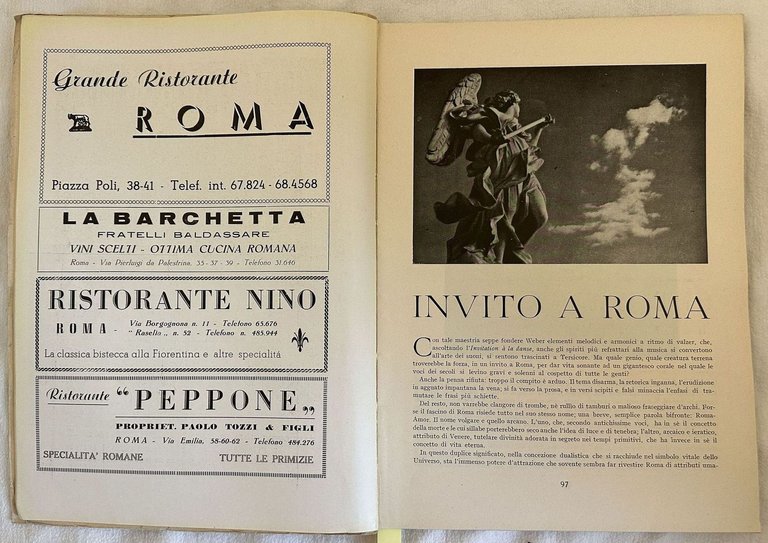 Grande Ristorante
ROMA
Piazza Poli, 38-41 - Telef. int. 67.824 - 68.4568
LA BARCHETTA
FRATELLI BALDASSARE
VINI SCELTI - OTTIMA CUCINA ROMANA
Roma - Via Pierluigi da Palestrina, 35 - 37 - 39 - Telefono 31.646
RISTORANTE NINO
ROMA - Via Borgognona n. 11 - Telefono 65.676
" Rasella „ n. 52 - Telefono n. 485.944
La classica bistecca alla Fiorentina e altre specialità
Ristorante “ PEPPONE „
PROPRIET. PAOLO TOZZI & FIGLI
ROMA - Via Emilia, 58-60-62 - Telefono 484.276
SPECIALITA' ROMANE TUTTE LE PRIMIZIE
INVITO A ROMA
Con tale maestria seppe fondere Weber elementi melodici e armonici a ritmo di valzer, che,
ascoltando l'Invitation à la danse, anche gli spiriti più refrattari alla musica si convertono
all'arte dei suoni, si sentono trascinati a Tersicore. Ma quale genio, quale creatura terrena
troverebbe la forza, in un invito a Roma, per dar vita sonante ad un gigantesco corale nel quale le
voci dei secoli si levino gravi e solenni al cospetto di tutte le genti?
Anche la penna rifiuta: troppo il compito è arduo. Il tema disarma, la retorica inganna, l'erudizione
in agguato impantana la vena; si fa verso la prosa, e in versi scipiti e falsi minaccia l'enfasi di tra-
mutare le frasi più schiette.
Del resto, non varrebbe clangore di trombe, nè rullo di tamburi o malioso fraseggiare d'archi. For-
se il fascino di Roma risiede tutto nel suo stesso nome; una breve, semplice parola bifronte: Roma-
Amor. Il nome volgare e quello arcano. L'uno, che, secondo antichissime voci, ha in sè il concetto
della morte e le cui sillabe porterebbero seco anche l'idea di luce e di tenebra; l'altro, arcaico e ieratico,
attributo di Venere, tutelare divinità adorata in segreto nei tempi primitivi, che ha invece in sè il
concetto di vita eterna.
In questo duplice significato, nella concezione dualistica che si racchiude nel simbolo vitale dello
Universo, sta l'immenso potere d'attrazione che sovente sembra far rivestire Roma di attributi uma-
97